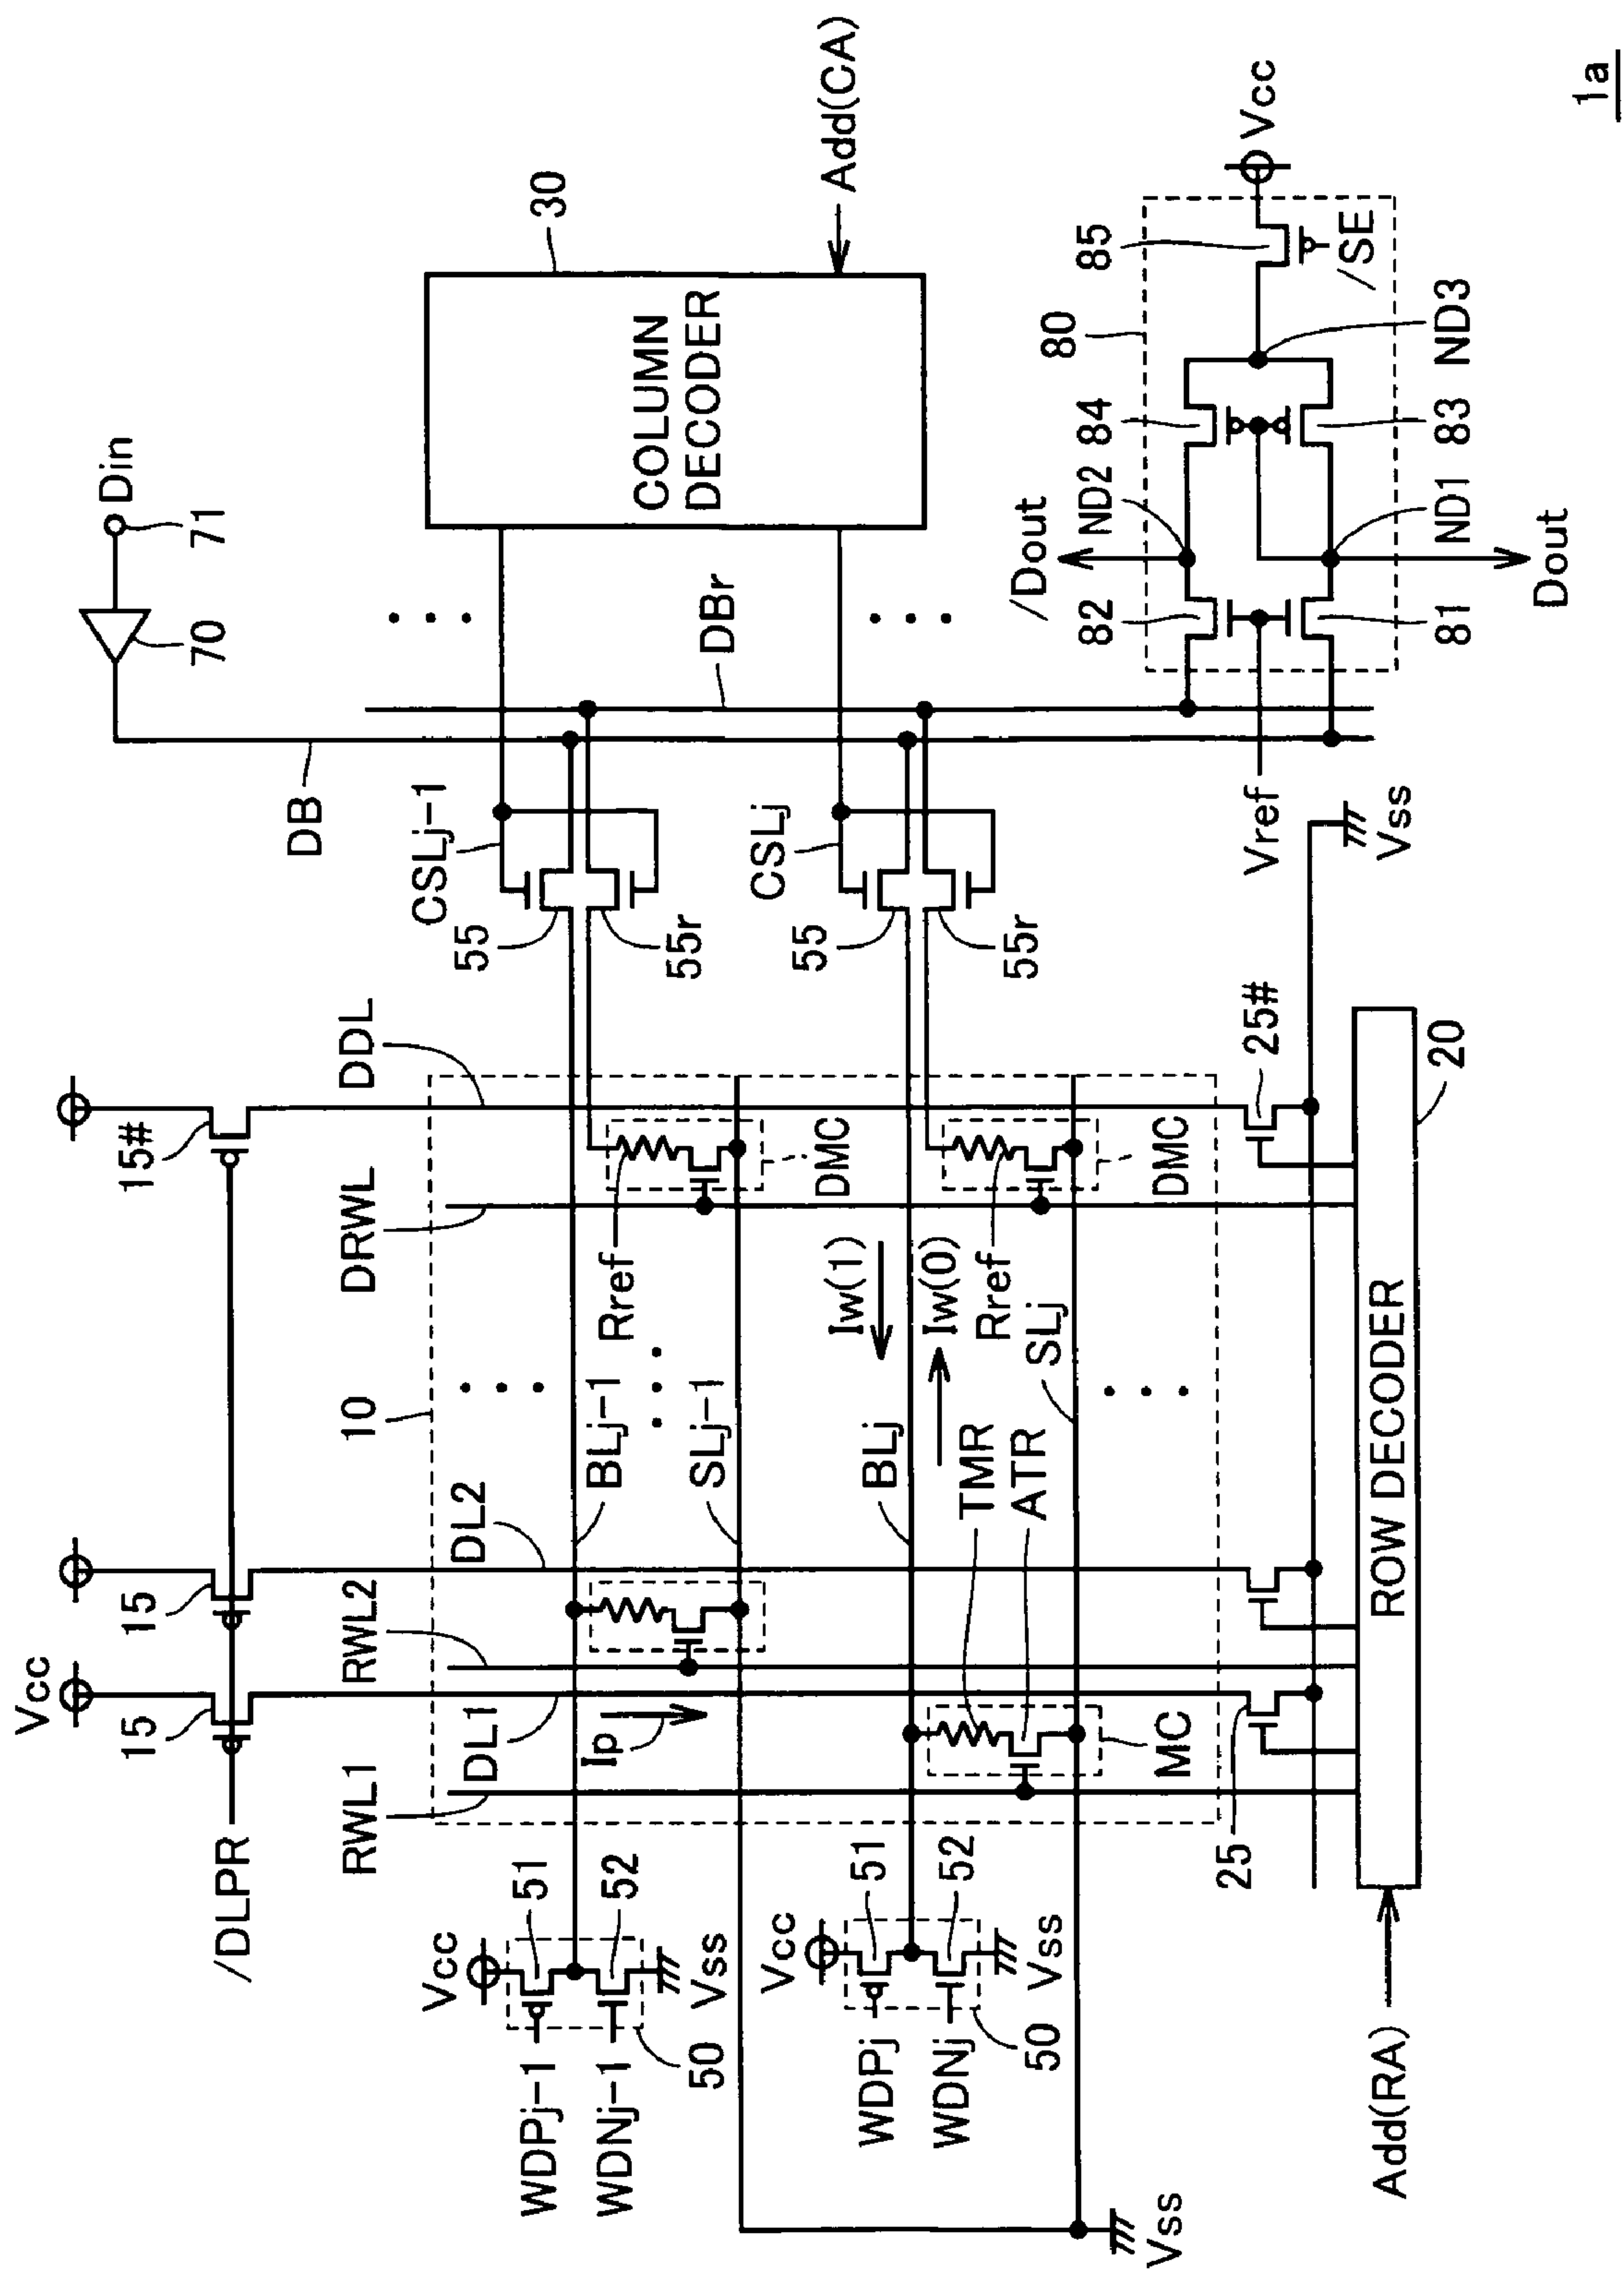 1a
Din
71
70
30
COLUMN
DECODER
Add(CA)
Vcc
85
/SE
80
ND3
84
83
ND2
ND1
/Dout
Dout
82
81
Vref
DBr
DB
CSLj-1
CSLj
55
55r
55
55r
Vss
15#
DDL
25#
20
DRWL
DMC
DMC
Rref
Rref
Iw(1)
Iw(0)
10
BLj-1
SLj-1
BLj
SLj
TMR
ATR
ROW DECODER
DL2
15
RWL2
Vcc
15
DL1
Ip
MC
RWL1
25
/DLPR
51
52
51
52
Vcc
Vss
Vcc
Vss
WDPj-1
WDNj-1
50
WDPj
WDNj
50
Add(RA)
Vss